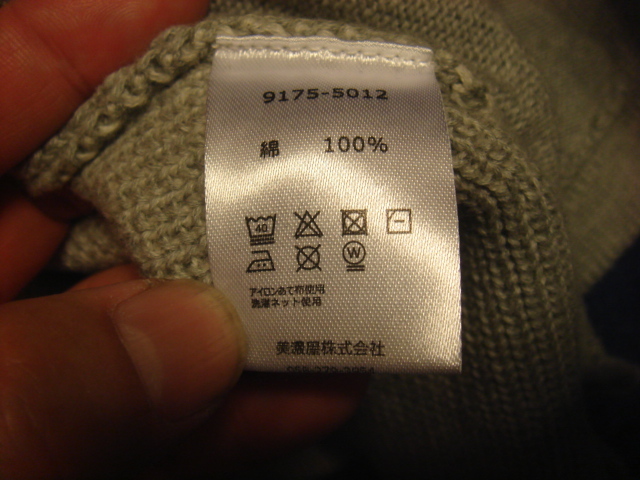 9175-5012
綿 100%
40
W
アイロンあて布使用
洗濯ネット使用
美濃屋株式会社